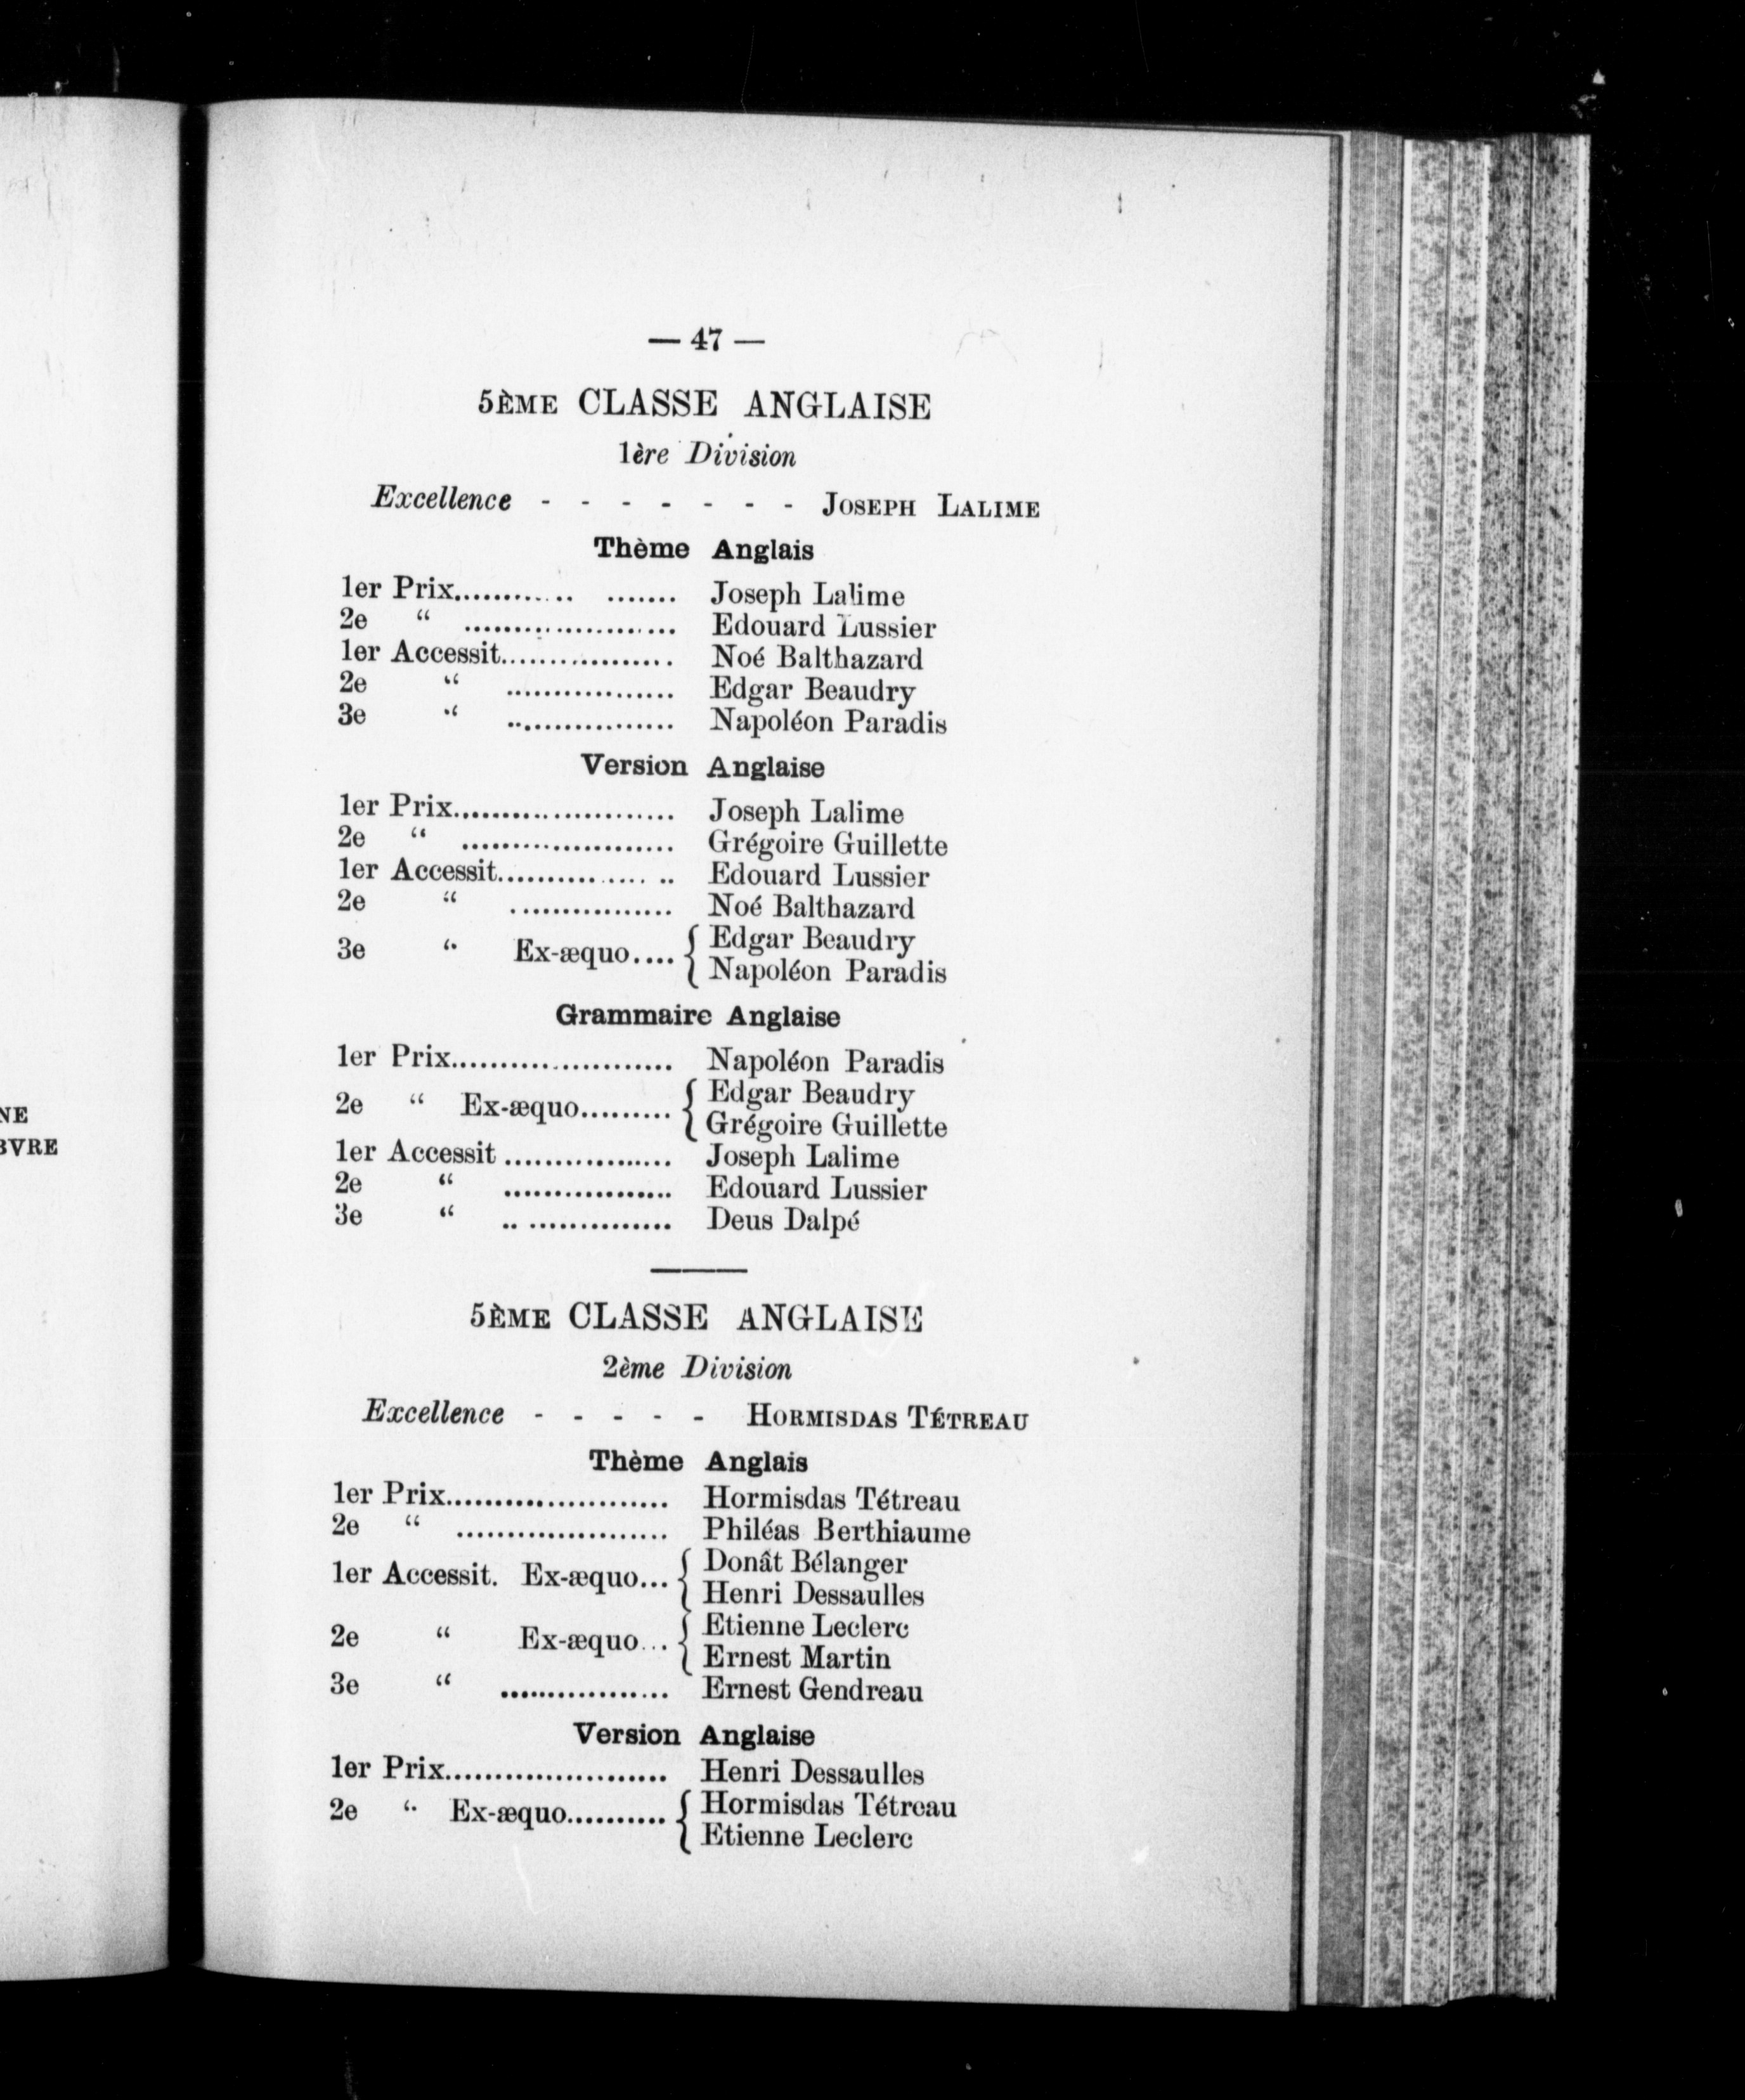 — 47 —
5ÈME CLASSE ANGLAISE
1ère Division
Excellence - - - - - - - JOSEPH LALIME
Thème Anglais
1er Prix.................... Joseph Lalime
2e “ ..................... Edouard Lussier
1er Accessit................. Noé Balthazard
2e “ ................. Edgar Beaudry
3e “ ................. Napoléon Paradis
Version Anglaise
1er Prix...................... Joseph Lalime
2e “ ..................... Grégoire Guillette
1er Accessit................. Edouard Lussier
2e “ ................ Noé Balthazard
3e “ Ex-æquo.... { Edgar Beaudry
Napoléon Paradis
Grammaire Anglaise
1er Prix...................... Napoléon Paradis
2e “ Ex-æquo......... { Edgar Beaudry
Grégoire Guillette
1er Accessit ................. Joseph Lalime
2e “ ................. Edouard Lussier
3e “ .. .............. Deus Dalpé
5ÈME CLASSE ANGLAISE
2ème Division
Excellence - - - - - HORMISDAS TÉTREAU
Thème Anglais
1er Prix...................... Hormisdas Tétreau
2e “ ..................... Philéas Berthiaume
1er Accessit. Ex-æquo... { Donât Bélanger
Henri Dessaulles
2e “ Ex-æquo... { Etienne Leclerc
Ernest Martin
3e “ ................. Ernest Gendreau
Version Anglaise
1er Prix...................... Henri Dessaulles
2e “ Ex-æquo.......... { Hormisdas Tétreau
Etienne Leclerc
NE
BVRE